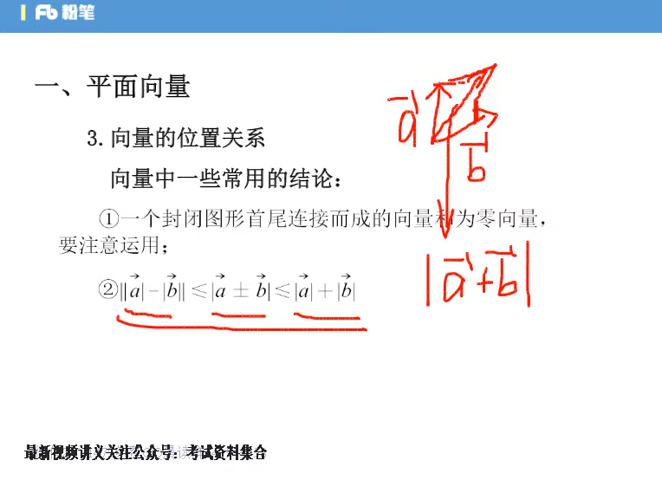 粉笔
一、平面向量
3.向量的位置关系
向量中一些常用的结论：
①一个封闭图形首尾连接而成的向量和为零向量，
要注意运用；
②||a⃗|-|b⃗||≤|a⃗±b⃗|≤|a⃗|+|b⃗|
a⃗
b⃗
|a⃗+b⃗|
最新视频讲义关注公众号：考试资料集合